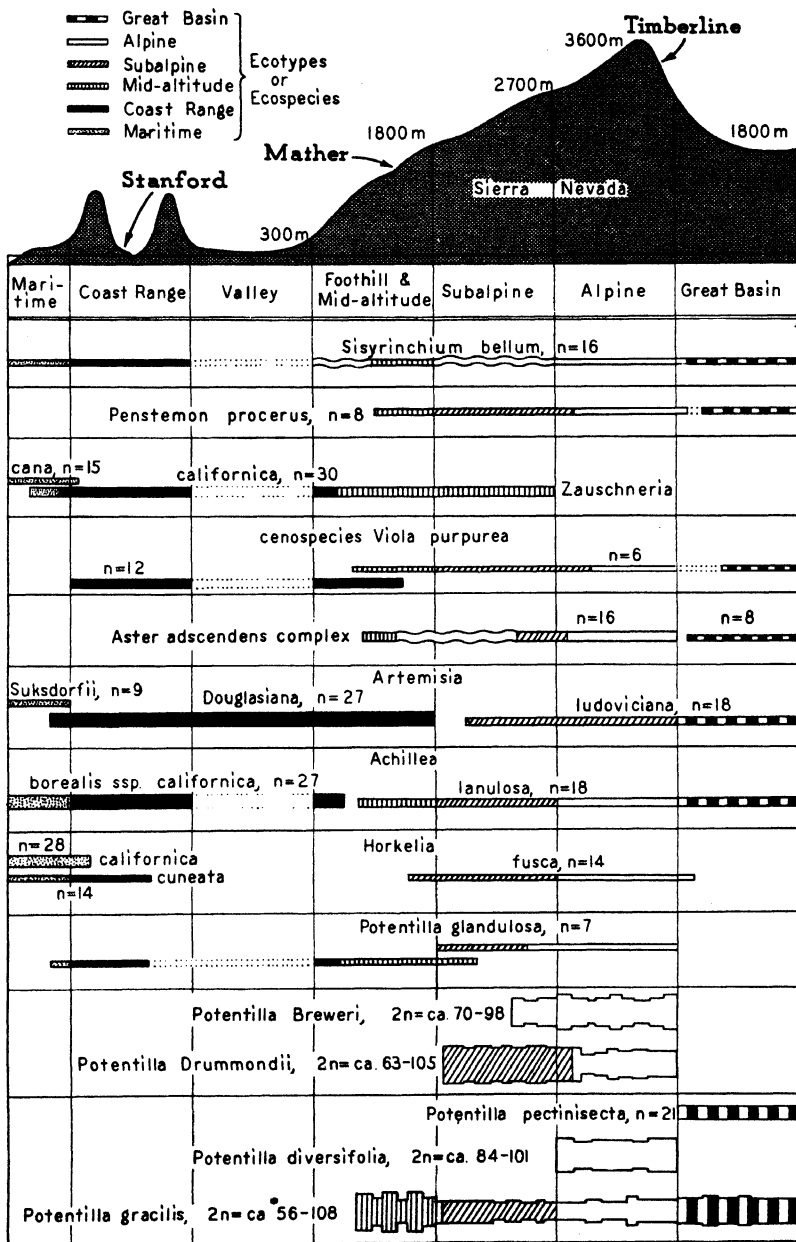 Great Basin
Alpine
Subalpine
Mid-altitude
Coast Range
Maritime
Ecotypes
or
Ecospecies
Timberline
3600m
2700m
1800m
1800m
Mather
Stanford
Sierra Nevada
300m
Mari-
time
Coast Range
Valley
Foothill &
Mid-altitude
Subalpine
Alpine
Great Basin
Sisyrinchium bellum, n=16
Penstemon procerus, n=8
cana, n=15
californica, n=30
Zauschneria
cenospecies Viola purpurea
n=12
n=6
n=16
n=8
Aster adscendens complex
Artemisia
Suksdorfii, n=9
Douglasiana, n=27
ludoviciana, n=18
Achillea
borealis ssp. californica, n=27
lanulosa, n=18
n=28
Horkelia
californica
fusca, n=14
cuneata
n=14
Potentilla glandulosa, n=7
Potentilla Breweri, 2n=ca. 70-98
Potentilla Drummondii, 2n=ca. 63-105
Potentilla pectinisecta, n=21
Potentilla diversifolia, 2n=ca. 84-101
Potentilla gracilis, 2n=ca 56-108